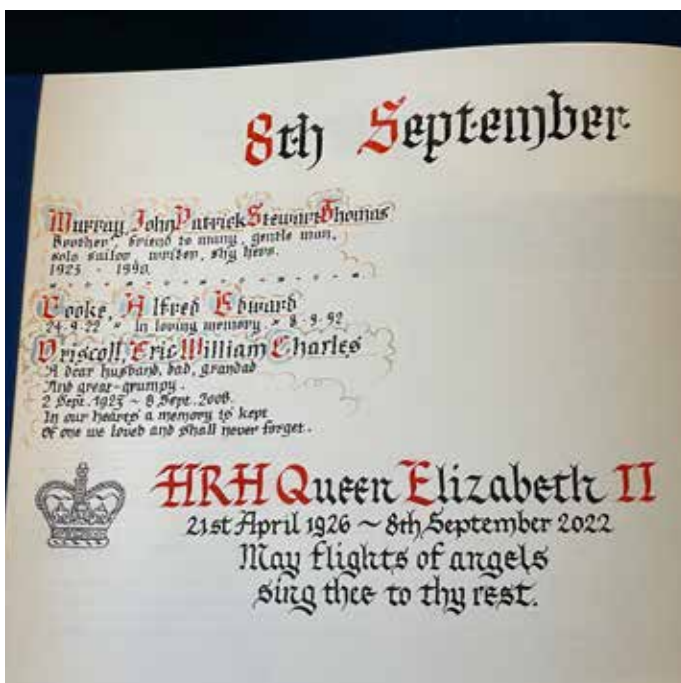 8th September
Murray, John Patrick Stewart Thomas
Brother, friend to many, gentle man,
solo sailor, writer, shy hero.
1923 - 1990.
Cooke, Alfred Edward
24·9·22 " In loving memory " 8·9·92
Driscoll, Eric William Charles
A dear husband, dad, grandad
And great-grumpy.
2 Sept. 1923 ~ 8 Sept. 2008.
In our hearts a memory is kept
Of one we loved and shall never forget.
HRH Queen Elizabeth II
21st April 1926 ~ 8th September 2022
May flights of angels
sing thee to thy rest.